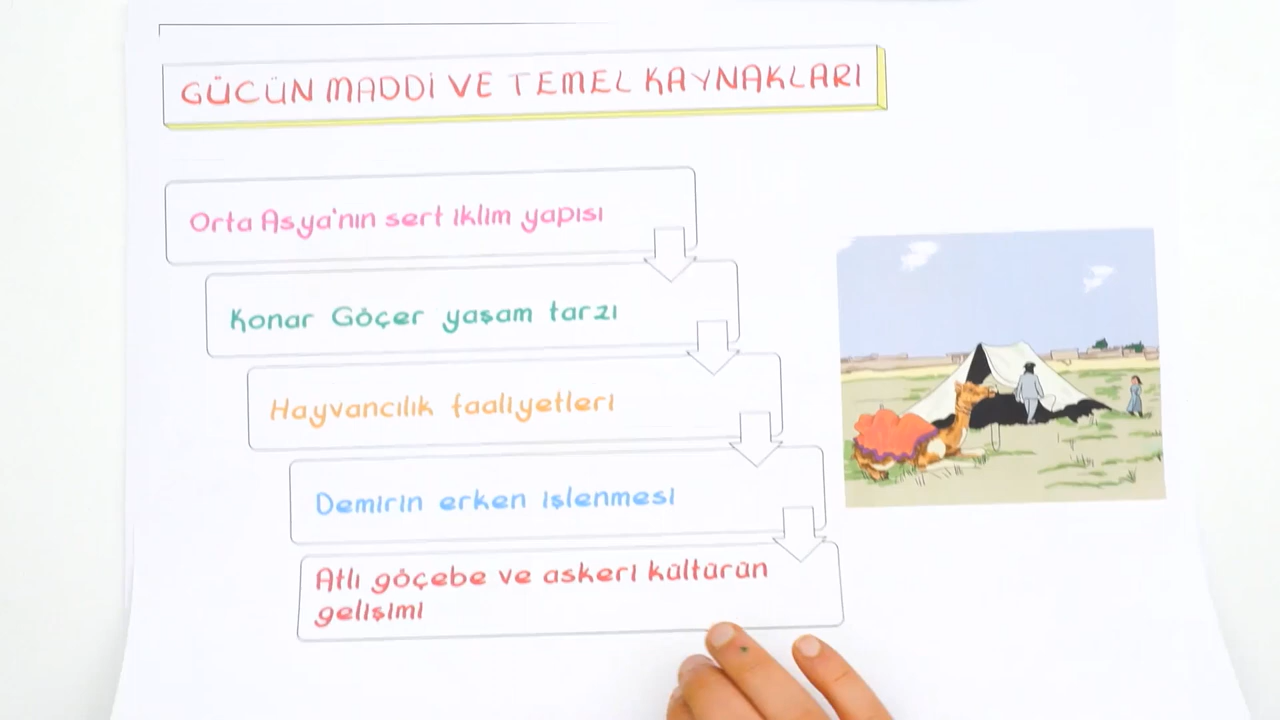 GÜCÜN MADDİ VE TEMEL KAYNAKLARI
Orta Asya'nın sert iklim yapısı
Konar Göçer yaşam tarzı
Hayvancılık faaliyetleri
Demirin erken işlenmesi
Atlı göçebe ve askeri kültürün
gelişimi